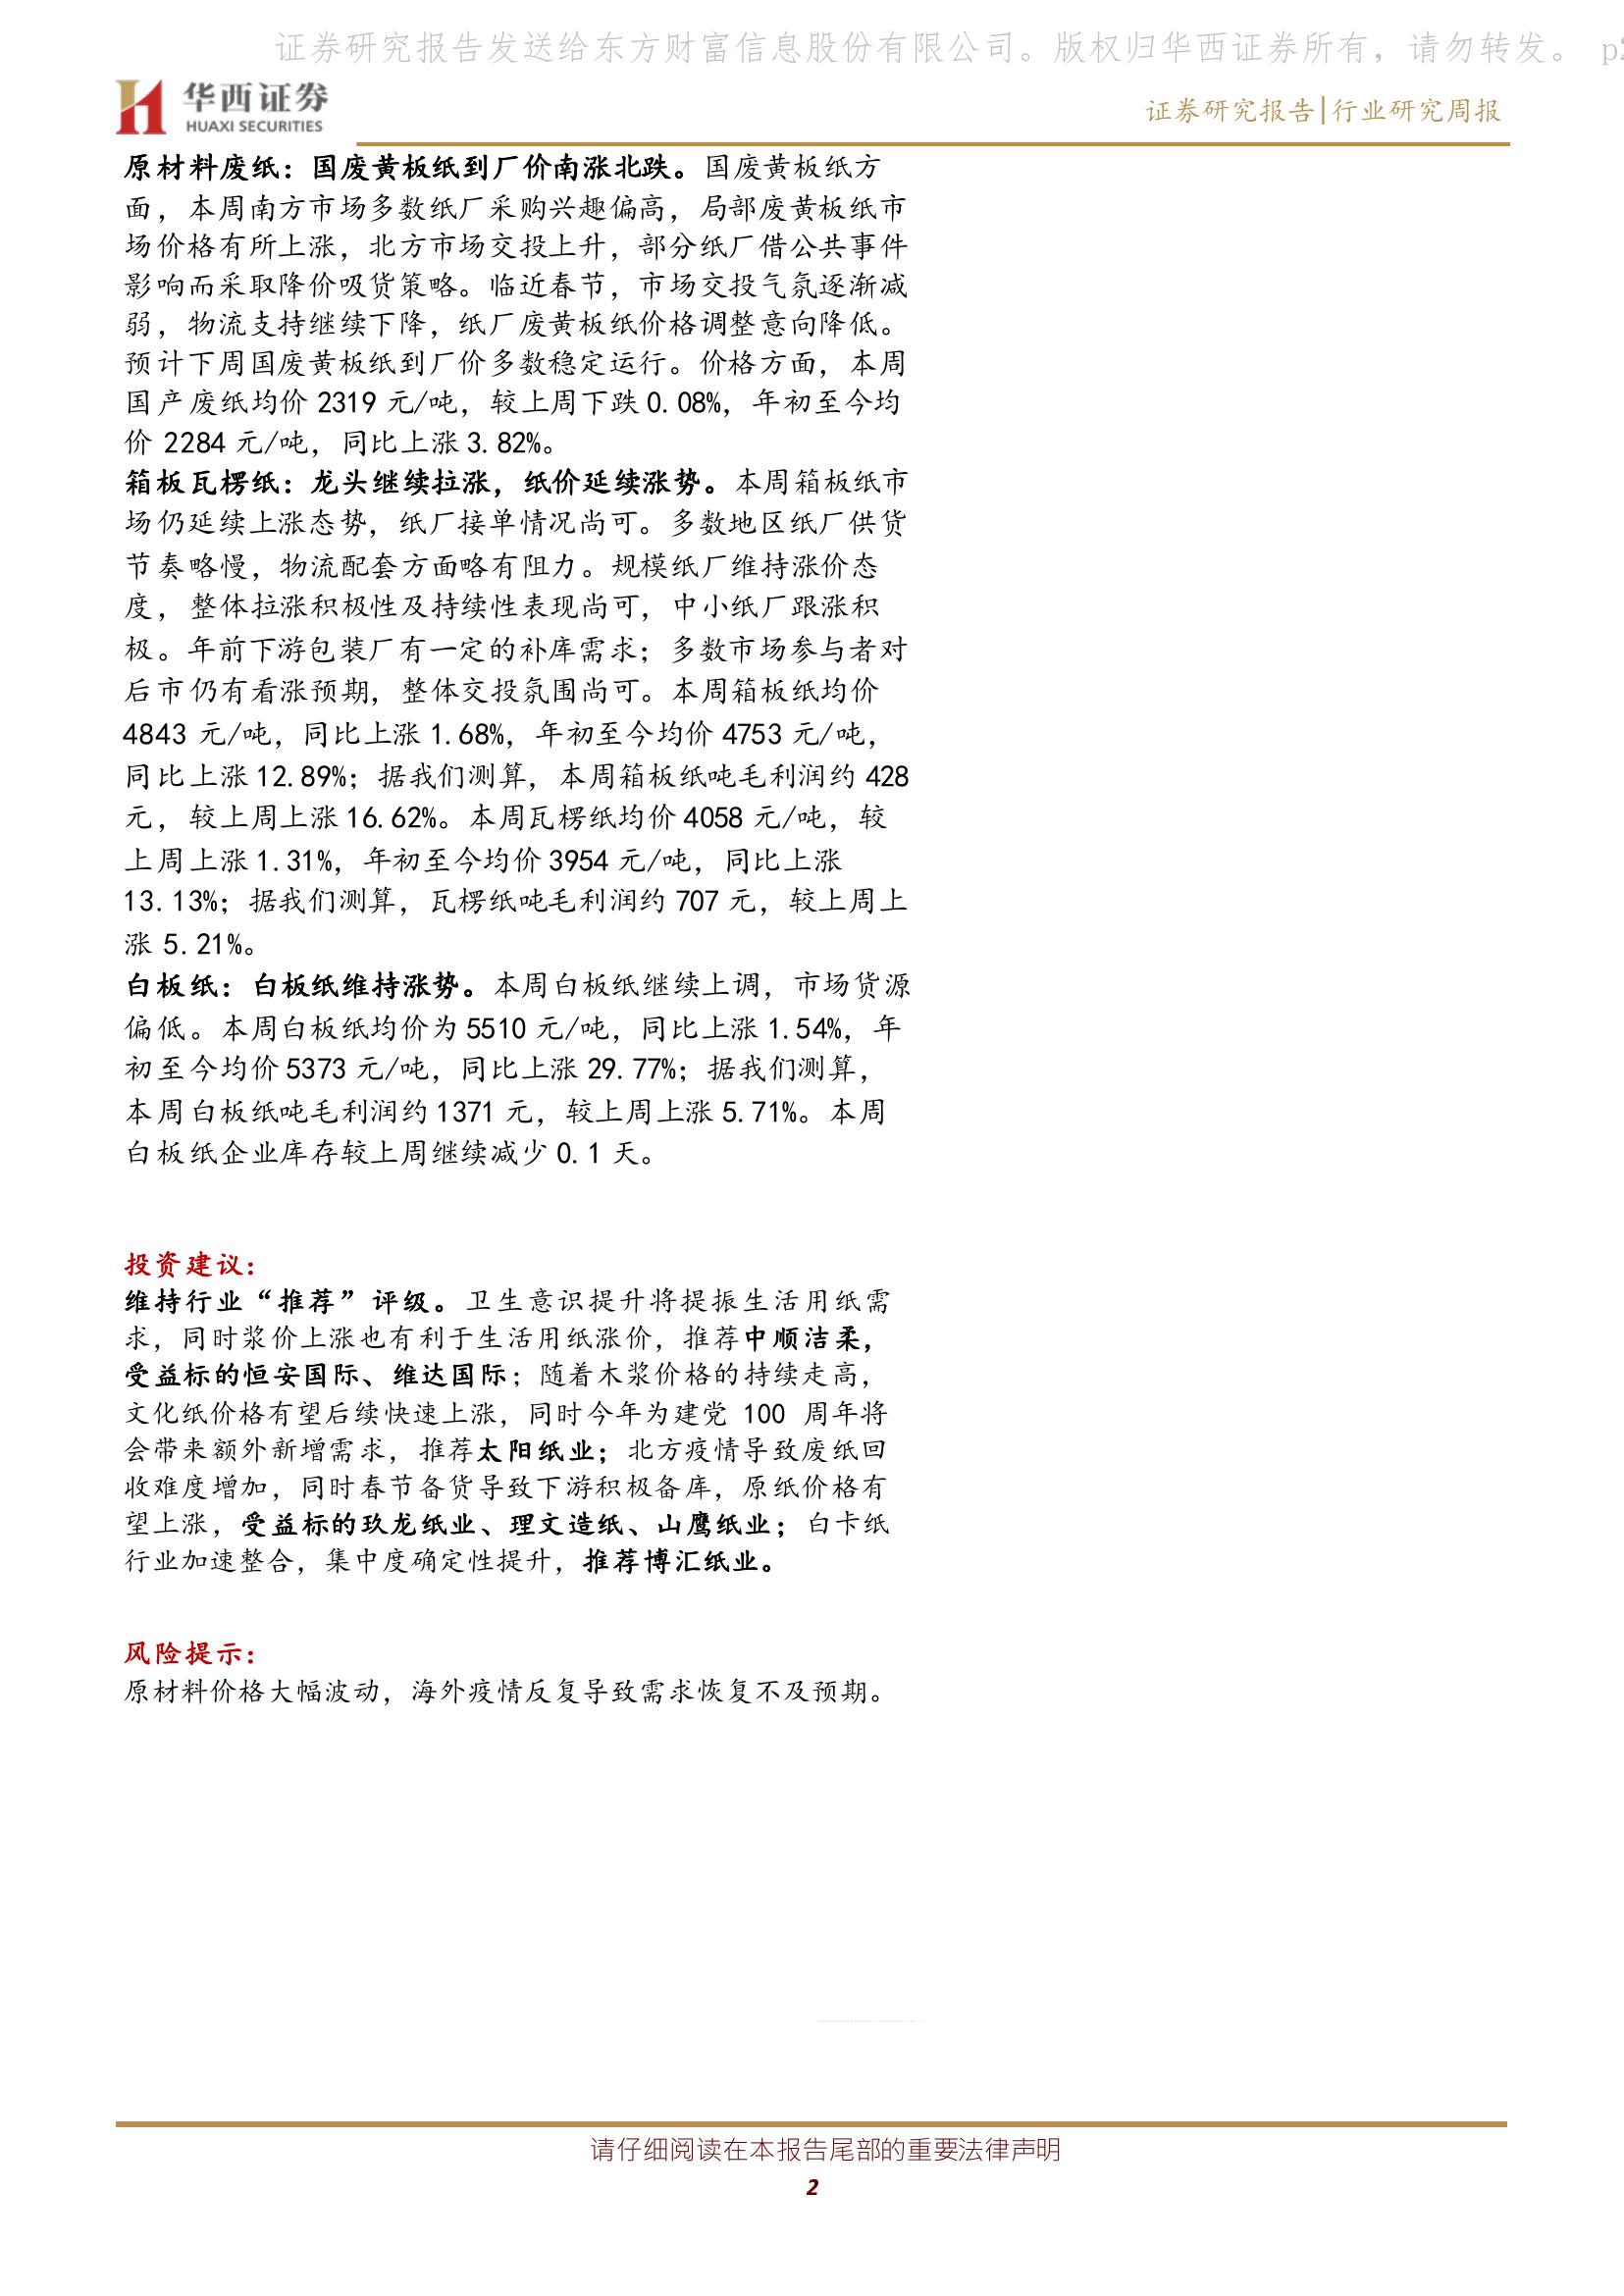 证券研究报告发送给东方财富信息股份有限公司。版权归华西证券所有，请勿转发。 p2
华西证券
HUAXI SECURITIES
证券研究报告|行业研究周报
原材料废纸：国废黄板纸到厂价南涨北跌。国废黄板纸方
面，本周南方市场多数纸厂采购兴趣偏高，局部废黄板纸市
场价格有所上涨，北方市场交投上升，部分纸厂借公共事件
影响而采取降价吸货策略。临近春节，市场交投气氛逐渐减
弱，物流支持继续下降，纸厂废黄板纸价格调整意向降低。
预计下周国废黄板纸到厂价多数稳定运行。价格方面，本周
国产废纸均价 2319 元/吨，较上周下跌 0.08%，年初至今均
价 2284 元/吨，同比上涨 3.82%。
箱板瓦楞纸：龙头继续拉涨，纸价延续涨势。本周箱板纸市
场仍延续上涨态势，纸厂接单情况尚可。多数地区纸厂供货
节奏略慢，物流配套方面略有阻力。规模纸厂维持涨价态
度，整体拉涨积极性及持续性表现尚可，中小纸厂跟涨积
极。年前下游包装厂有一定的补库需求；多数市场参与者对
后市仍有看涨预期，整体交投氛围尚可。本周箱板纸均价
4843 元/吨，同比上涨 1.68%，年初至今均价 4753 元/吨，
同比上涨 12.89%；据我们测算，本周箱板纸吨毛利润约 428
元，较上周上涨 16.62%。本周瓦楞纸均价 4058 元/吨，较
上周上涨 1.31%，年初至今均价 3954 元/吨，同比上涨
13.13%；据我们测算，瓦楞纸吨毛利润约 707 元，较上周上
涨 5.21%。
白板纸：白板纸维持涨势。本周白板纸继续上调，市场货源
偏低。本周白板纸均价为 5510 元/吨，同比上涨 1.54%，年
初至今均价 5373 元/吨，同比上涨 29.77%；据我们测算，
本周白板纸吨毛利润约 1371 元，较上周上涨 5.71%。本周
白板纸企业库存较上周继续减少 0.1 天。
投资建议：
维持行业“推荐”评级。卫生意识提升将提振生活用纸需
求，同时浆价上涨也有利于生活用纸涨价，推荐中顺洁柔，
受益标的恒安国际、维达国际；随着木浆价格的持续走高，
文化纸价格有望后续快速上涨，同时今年为建党 100 周年将
会带来额外新增需求，推荐太阳纸业；北方疫情导致废纸回
收难度增加，同时春节备货导致下游积极备库，原纸价格有
望上涨，受益标的玖龙纸业、理文造纸、山鹰纸业；白卡纸
行业加速整合，集中度确定性提升，推荐博汇纸业。
风险提示：
原材料价格大幅波动，海外疫情反复导致需求恢复不及预期。
请仔细阅读在本报告尾部的重要法律声明
2